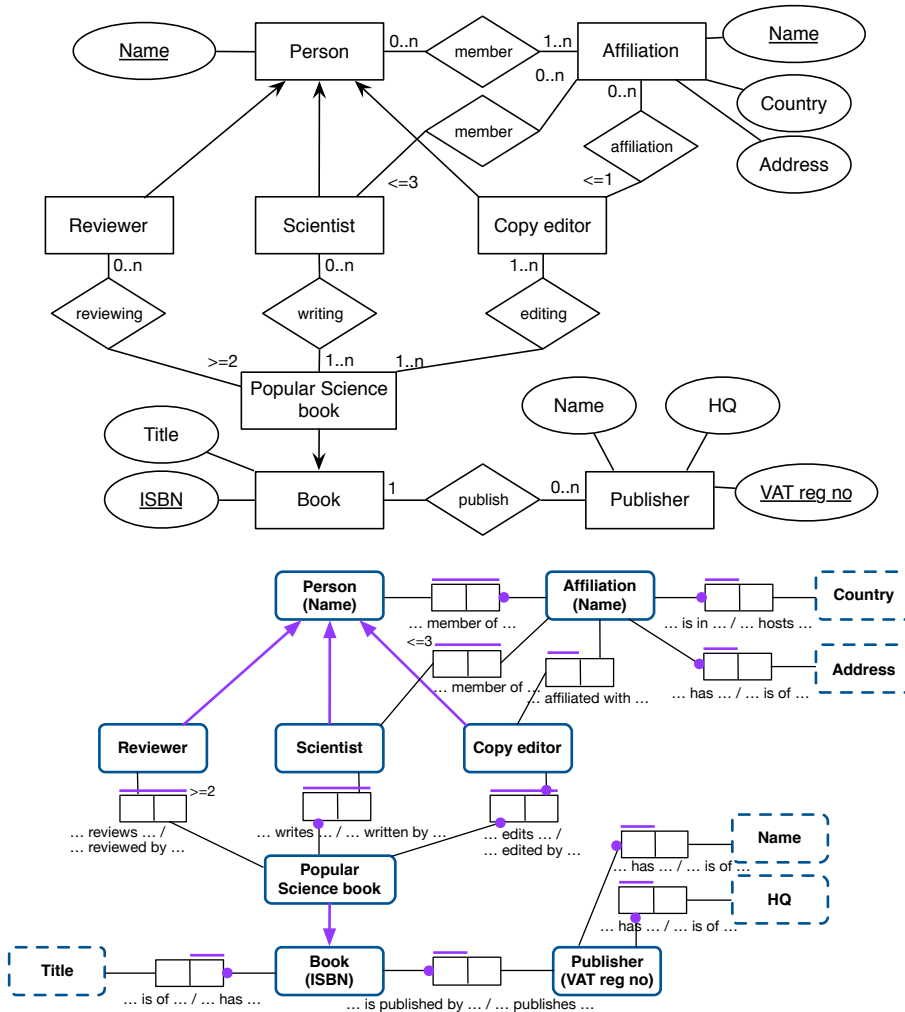 Name
Person
0..n
member
1..n
Affiliation
Name
0..n
0..n
Country
member
affiliation
Address
<=3
<=1
Reviewer
Scientist
Copy editor
0..n
0..n
1..n
reviewing
writing
editing
>=2
1..n
1..n
Popular Science
book
Name
HQ
Title
ISBN
Book
1
publish
0..n
Publisher
VAT reg no
Person
(Name)
Affiliation
(Name)
Country
... member of ...
... is in ... / ... hosts ...
<=3
Address
... member of ...
... has ... / ... is of ...
... affiliated with ...
Reviewer
Scientist
Copy editor
>=2
... reviews ... /
... reviewed by ...
... writes ... / ... written by ...
... edits ... /
... edited by ...
Name
... has ... / ... is of ...
Popular
Science book
HQ
... has ... / ... is of ...
Title
Book
(ISBN)
Publisher
(VAT reg no)
... is of ... / ... has ...
... is published by ... / ... publishes ...